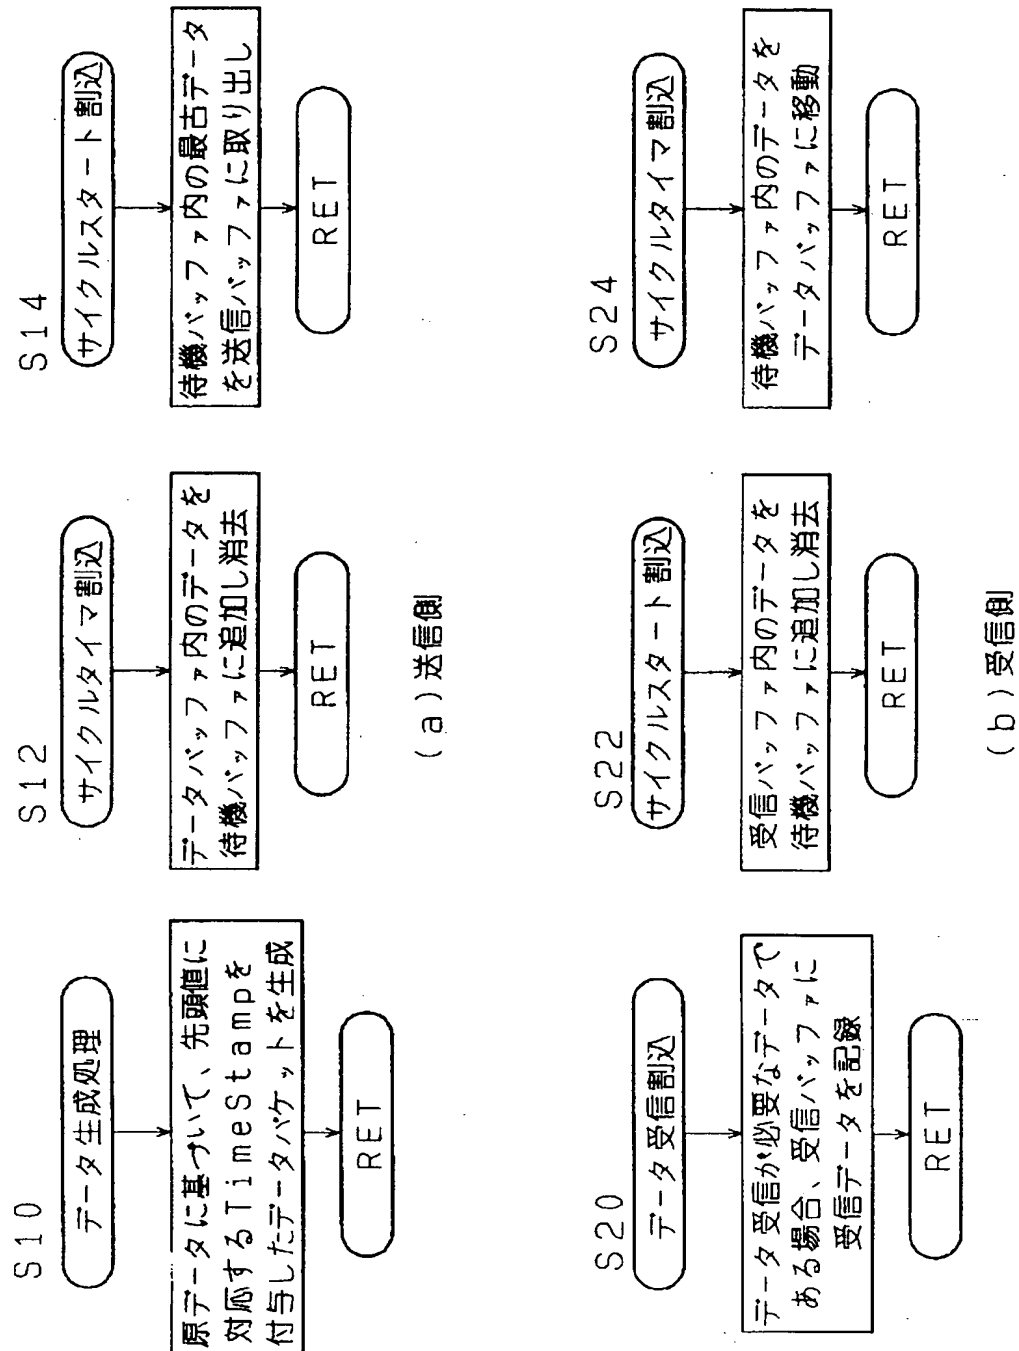 S10
データ生成処理
原データに基づいて、先頭値に
対応するTimeStampを
付与したデータパケットを生成
RET
S12
サイクルタイマ割込
データバッファ内のデータを
待機バッファに追加し消去
RET
S14
サイクルスタート割込
待機バッファ内の最古データ
を送信バッファに取り出し
RET
(a)送信側
S20
データ受信割込
データ受信が必要なデータで
ある場合、受信バッファに
受信データを記録
RET
S22
サイクルスタート割込
受信バッファ内のデータを
待機バッファに追加し消去
RET
S24
サイクルタイマ割込
待機バッファ内のデータを
データバッファに移動
RET
(b)受信側